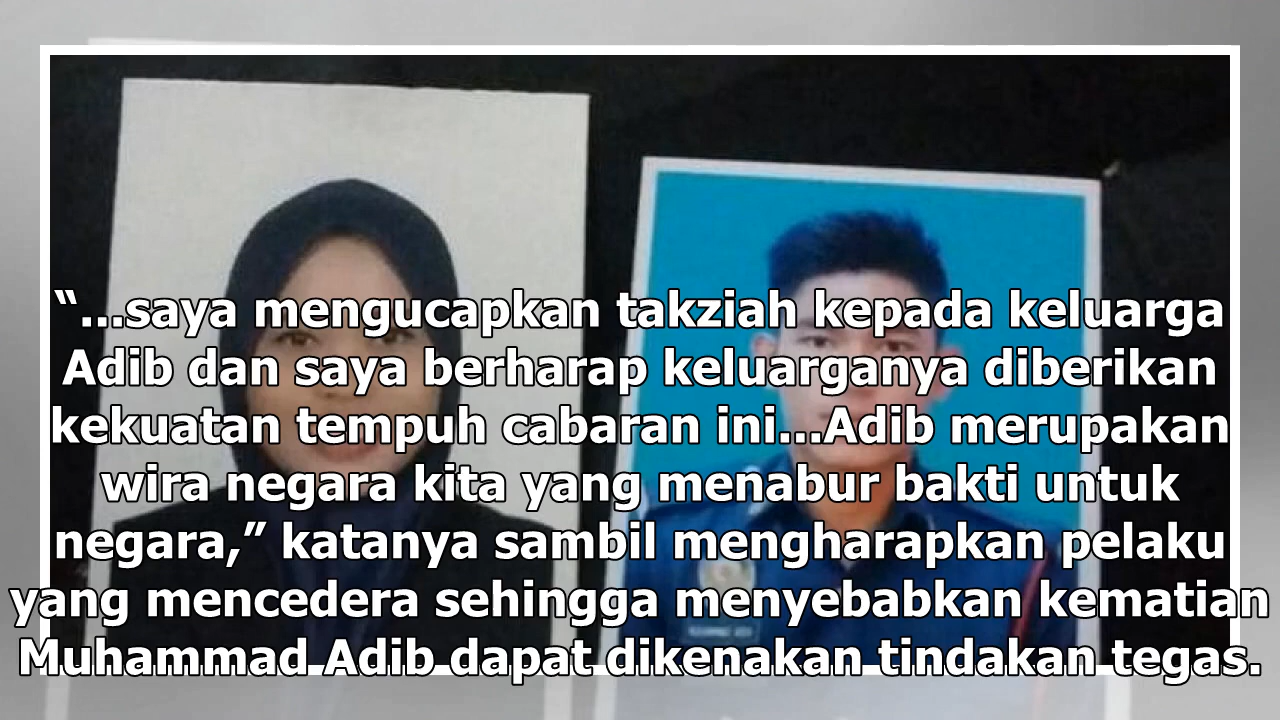 “...saya mengucapkan takziah kepada keluarga
Adib dan saya berharap keluarganya diberikan
kekuatan tempuh cabaran ini...Adib merupakan
wira negara kita yang menabur bakti untuk
negara,” katanya sambil mengharapkan pelaku
yang mencedera sehingga menyebabkan kematian
Muhammad Adib dapat dikenakan tindakan tegas.